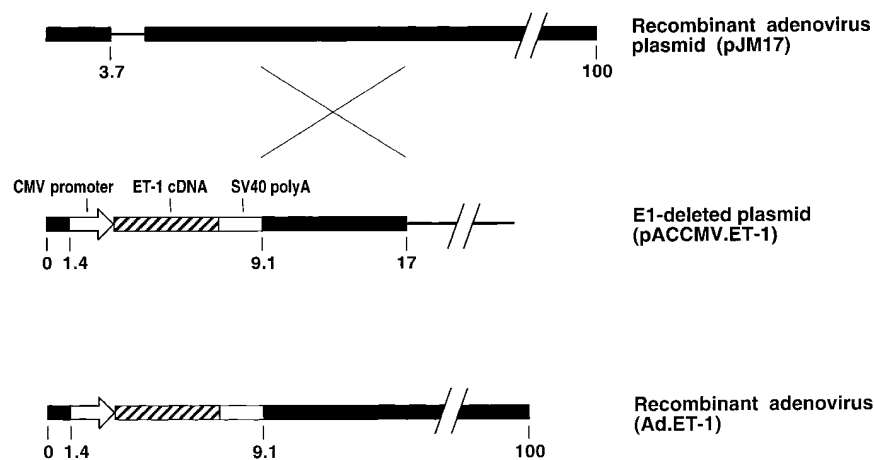 Recombinant adenovirus
plasmid (pJM17)
3.7
100
CMV promoter
ET-1 cDNA
SV40 polyA
E1-deleted plasmid
(pACCMV.ET-1)
0
1.4
9.1
17
Recombinant adenovirus
(Ad.ET-1)
0
1.4
9.1
100